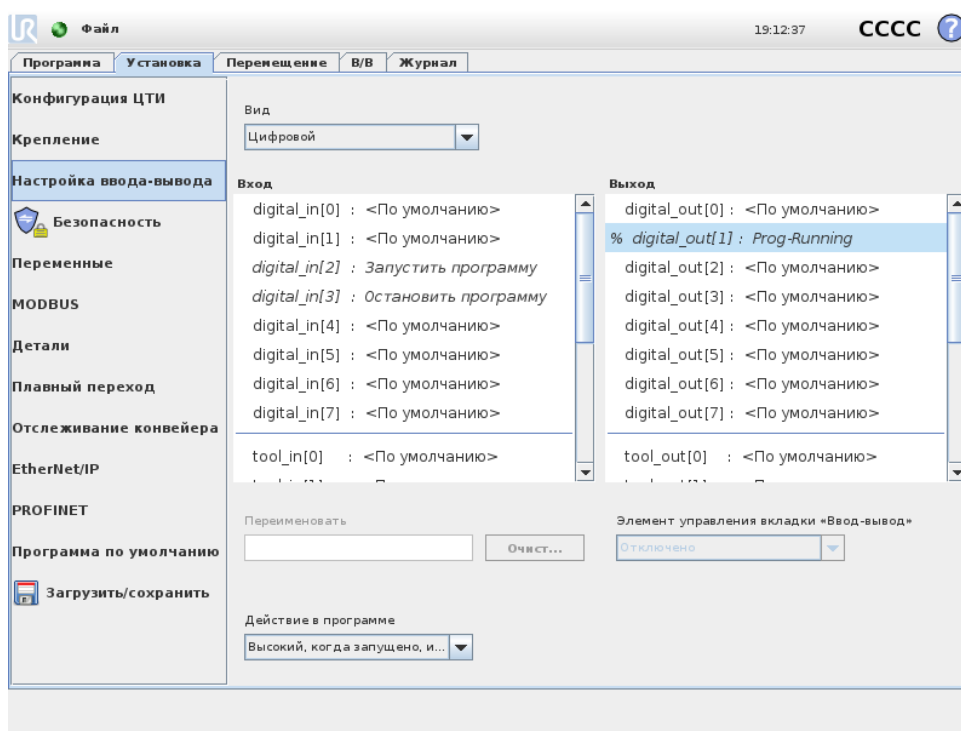 UR Файл 19:12:37 CCCC ?
Программа Установка Перемещение В/В Журнал
Конфигурация ЦТИ
Крепление
Настройка ввода-вывода
Безопасность
Переменные
MODBUS
Детали
Плавный переход
Отслеживание конвейера
EtherNet/IP
PROFINET
Программа по умолчанию
Загрузить/сохранить
Вид
Цифровой
Вход
digital_in[0] : <По умолчанию>
digital_in[1] : <По умолчанию>
digital_in[2] : Запустить программу
digital_in[3] : Остановить программу
digital_in[4] : <По умолчанию>
digital_in[5] : <По умолчанию>
digital_in[6] : <По умолчанию>
digital_in[7] : <По умолчанию>
tool_in[0] : <По умолчанию>
Выход
digital_out[0] : <По умолчанию>
% digital_out[1] : Prog-Running
digital_out[2] : <По умолчанию>
digital_out[3] : <По умолчанию>
digital_out[4] : <По умолчанию>
digital_out[5] : <По умолчанию>
digital_out[6] : <По умолчанию>
digital_out[7] : <По умолчанию>
tool_out[0] : <По умолчанию>
Переименовать
Очист...
Элемент управления вкладки «Ввод-вывод»
Отключено
Действие в программе
Высокий, когда запущено, и...